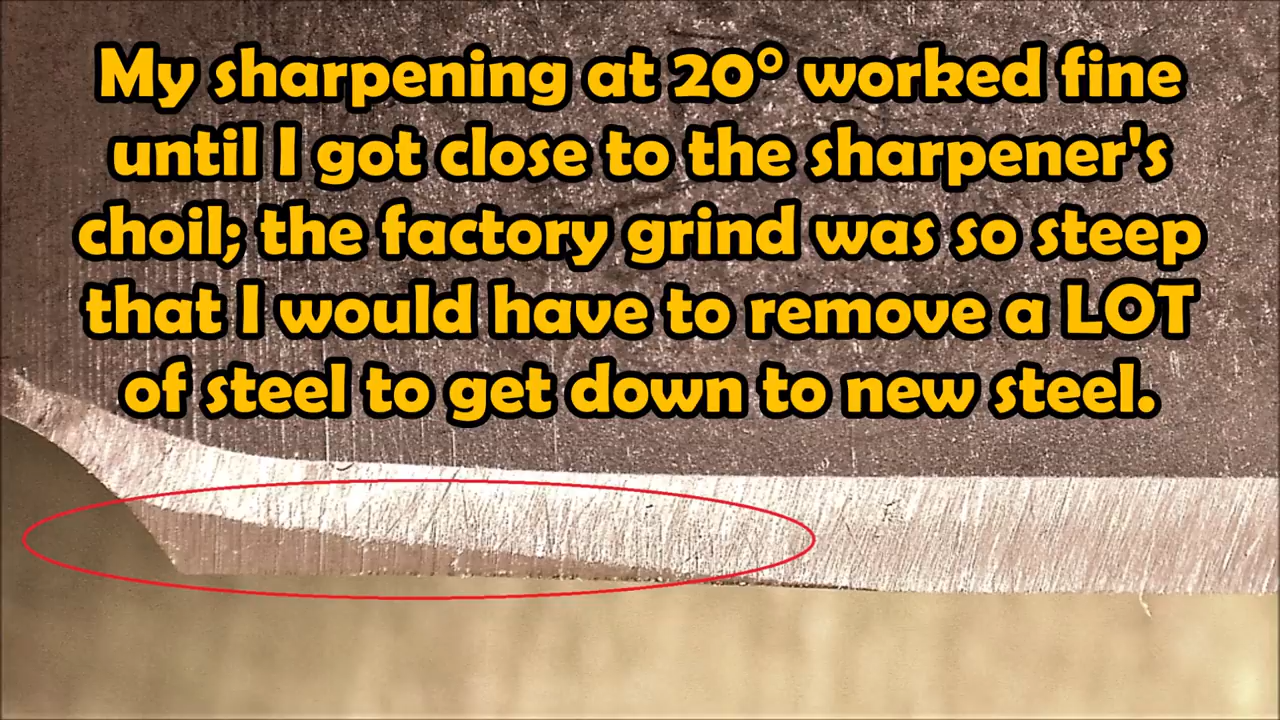 My sharpening at 20° worked fine
until I got close to the sharpener's
choil; the factory grind was so steep
that I would have to remove a LOT
of steel to get down to new steel.